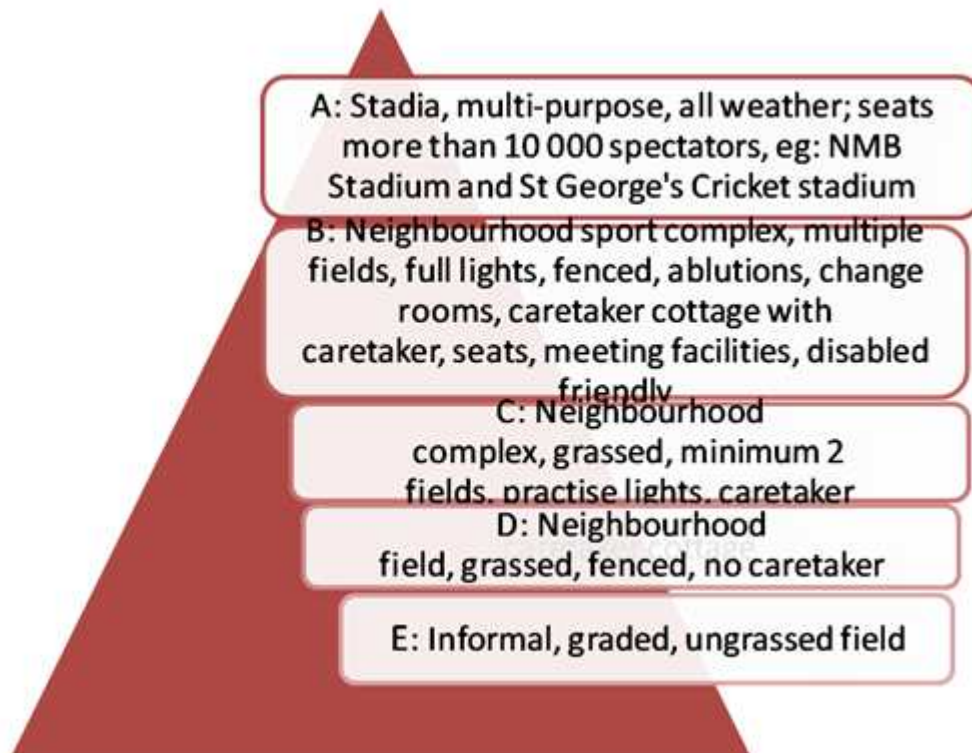 A: Stadia, multi-purpose, all weather; seats
more than 10 000 spectators, eg: NMB
Stadium and St George's Cricket stadium
B: Neighbourhood sport complex, multiple
fields, full lights, fenced, ablutions, change
rooms, caretaker cottage with
caretaker, seats, meeting facilities, disabled
friendly
C: Neighbourhood
complex, grassed, minimum 2
fields, practise lights, caretaker
cottage
D: Neighbourhood
field, grassed, fenced, no caretaker
E: Informal, graded, ungrassed field